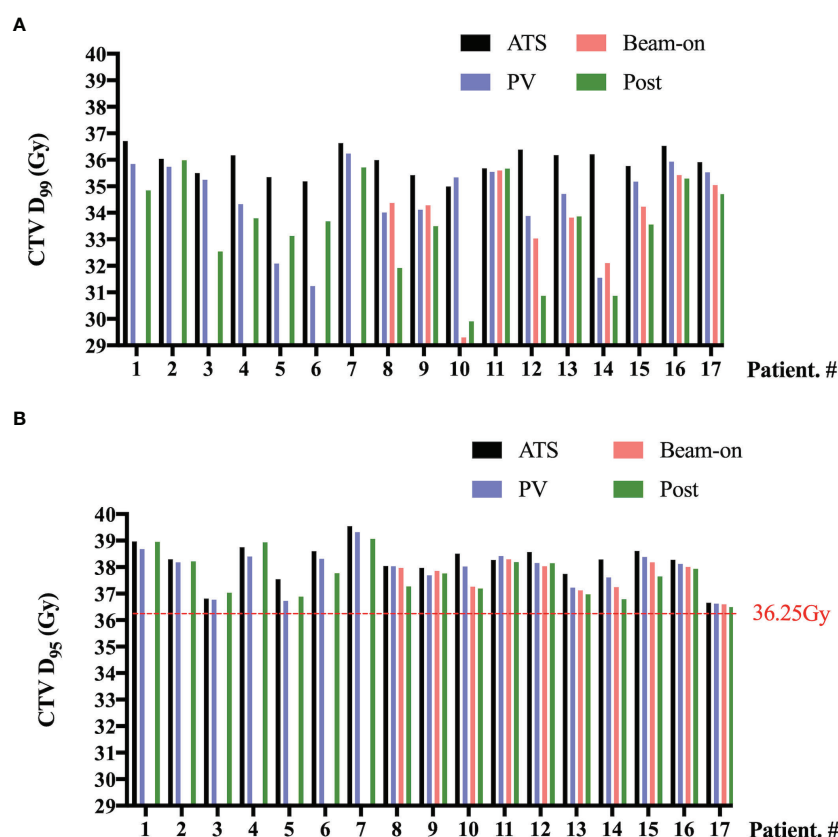 A
ATS Beam-on
PV Post
CTV D99 (Gy)
40
39
38
37
36
35
34
33
32
31
30
29
1 2 3 4 5 6 7 8 9 10 11 12 13 14 15 16 17 Patient. #
B
ATS Beam-on
PV Post
CTV D95 (Gy)
40
39
38
37
36
35
34
33
32
31
30
29
36.25Gy
1 2 3 4 5 6 7 8 9 10 11 12 13 14 15 16 17 Patient. #